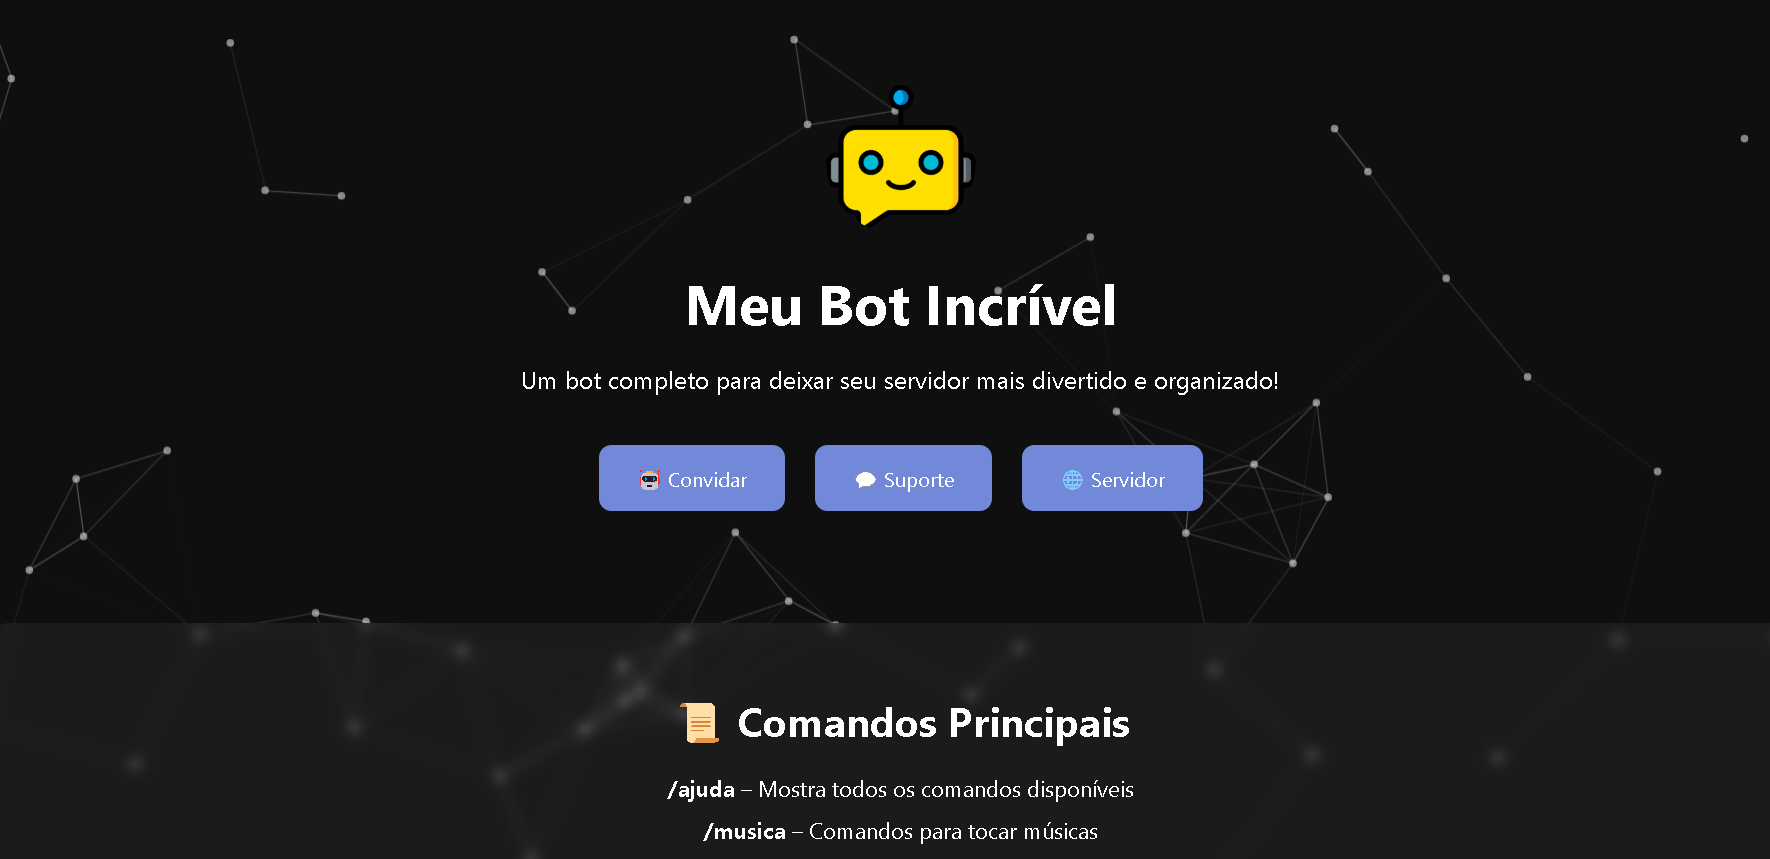 Meu Bot Incrível
Um bot completo para deixar seu servidor mais divertido e organizado!
🤖 Convidar
💬 Suporte
🌐 Servidor
📜 Comandos Principais
/ajuda – Mostra todos os comandos disponíveis
/musica – Comandos para tocar músicas